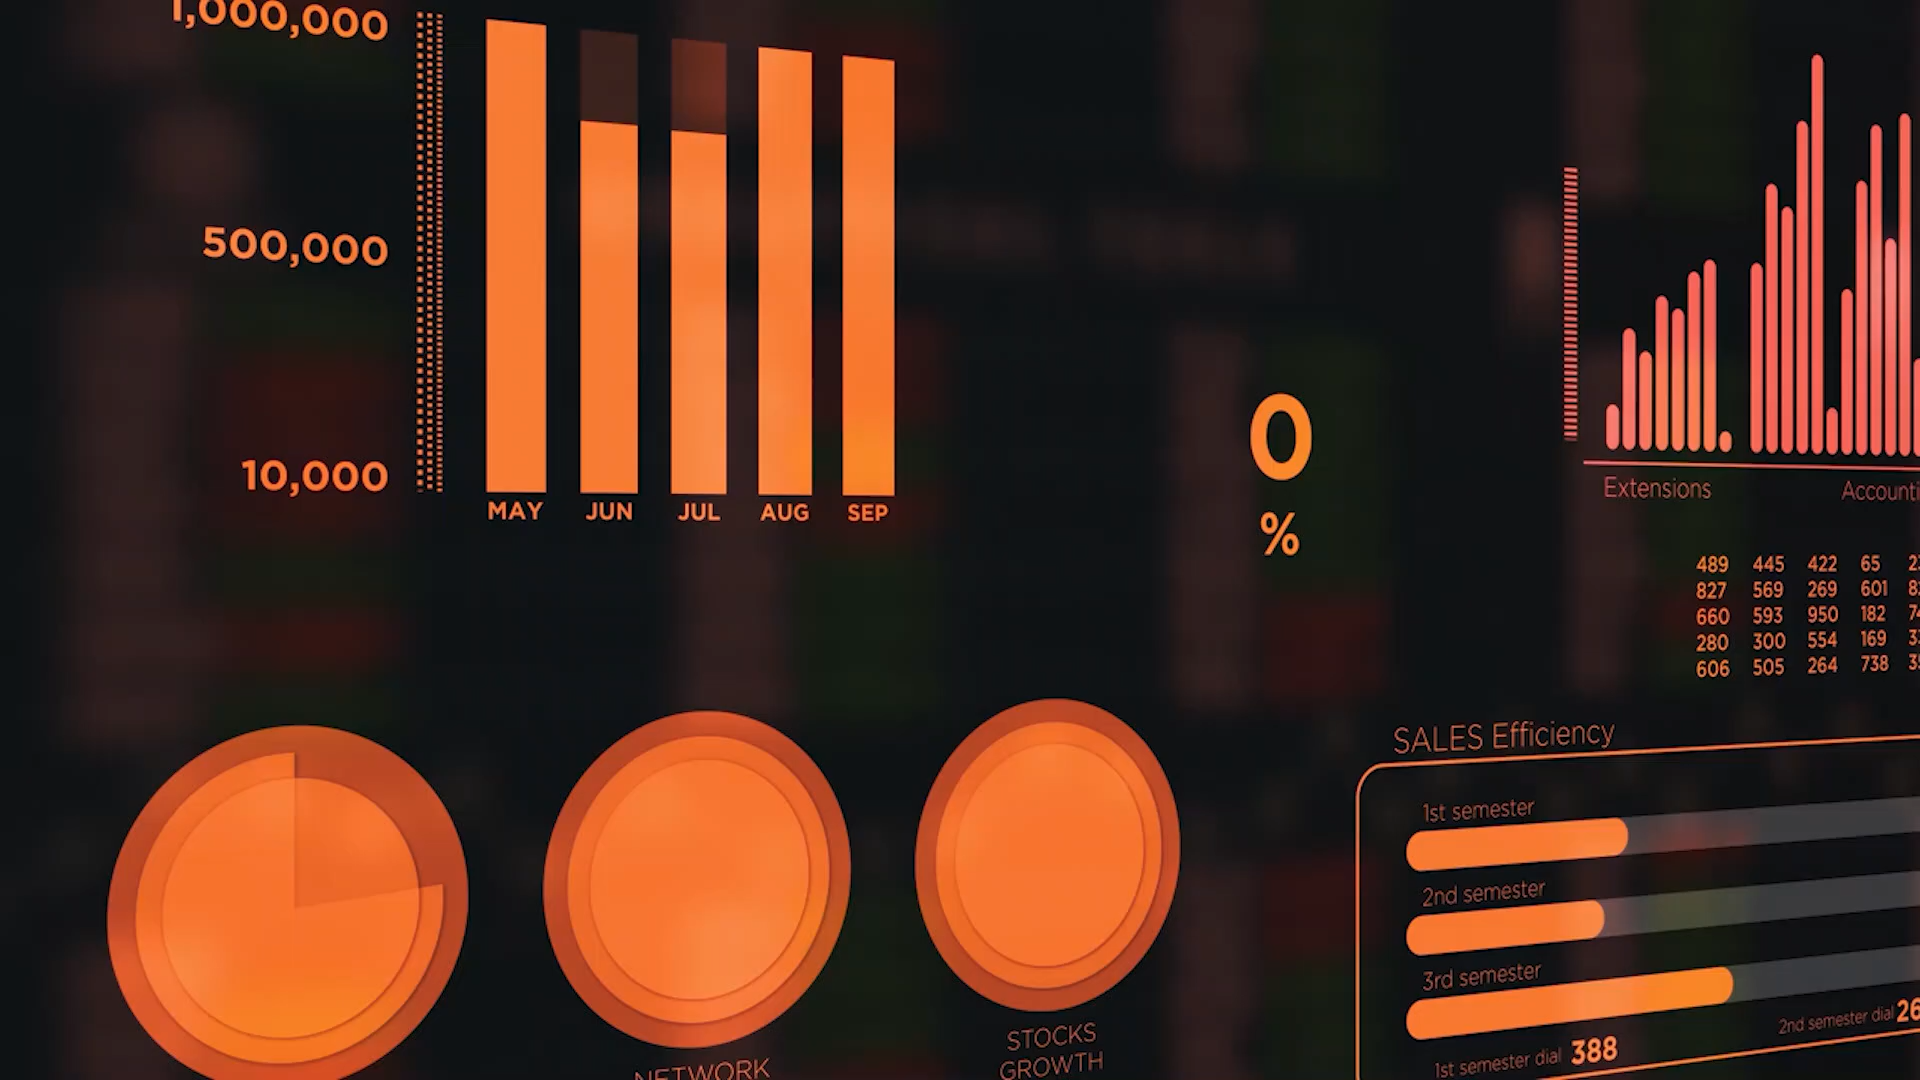 1,000,000
500,000
10,000
MAY JUN JUL AUG SEP
0
%
Extensions
489 445 422 65
827 569 269 601
660 593 950 182
280 300 554 169
606 505 264 738
SALES Efficiency
1st semester
2nd semester
3rd semester
1st semester dial 388
2nd semester dial 26
NETWORK
STOCKS
GROWTH